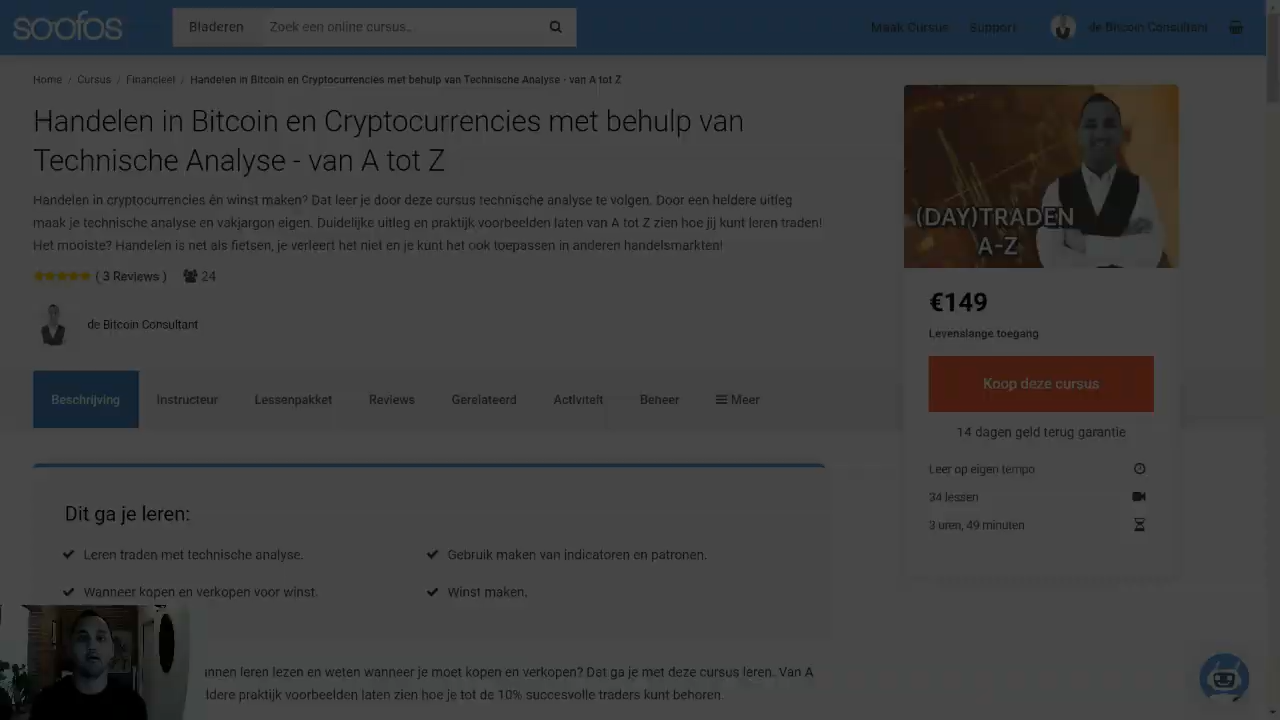 soofos
Bladeren
Zoek een online cursus..
Maak Cursus
Support
de Bitcoin Consultant
Home / Cursus / Financieel / Handelen in Bitcoin en Cryptocurrencies met behulp van Technische Analyse - van A tot Z
Handelen in Bitcoin en Cryptocurrencies met behulp van
Technische Analyse - van A tot Z
Handelen in cryptocurrencies én winst maken? Dat leer je door deze cursus technische analyse te volgen. Door een heldere uitleg
maak je technische analyse en vakjargon eigen. Duidelijke uitleg en praktijk voorbeelden laten van A tot Z zien hoe jij kunt leren traden!
Het mooiste? Handelen is net als fietsen, je verleert het niet en je kunt het ook toepassen in anderen handelsmarkten!
( 3 Reviews ) 24
de Bitcoin Consultant
(DAY)TRADEN
A-Z
€149
Levenslange toegang
Koop deze cursus
14 dagen geld terug garantie
Leer op eigen tempo
34 lessen
3 uren, 49 minuten
Beschrijving
Instructeur
Lessenpakket
Reviews
Gerelateerd
Activiteit
Beheer
Meer
Dit ga je leren:
Leren traden met technische analyse.
Gebruik maken van indicatoren en patronen.
Wanneer kopen en verkopen voor winst.
Winst maken.
nnen leren lezen en weten wanneer je moet kopen en verkopen? Dat ga je met deze cursus leren. Van A
ldere praktijk voorbeelden laten zien hoe je tot de 10% succesvolle traders kunt behoren.